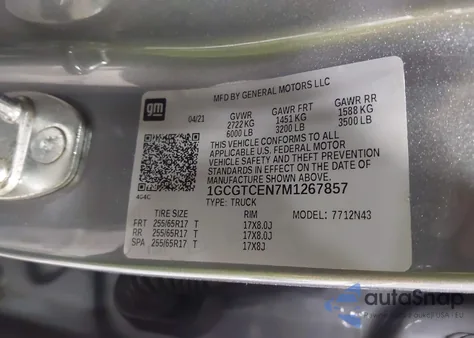 gm
MFD BY GENERAL MOTORS LLC
04/21 GVWR GAWR FRT GAWR RR
2722 KG 1451 KG 1588 KG
6000 LB 3200 LB 3500 LB
THIS VEHICLE CONFORMS TO ALL
APPLICABLE U.S. FEDERAL MOTOR
VEHICLE SAFETY AND THEFT PREVENTION
STANDARDS IN EFFECT ON THE DATE OF
MANUFACTURE SHOWN ABOVE.
4G4C 1GCGTCEN7M1267857
TYPE: TRUCK
TIRE SIZE RIM MODEL: 7712N43
FRT 255/65R17 T 17X8.0J
RR 255/65R17 T 17X8.0J
SPA 255/65R17 T 17X8J
autoSnap